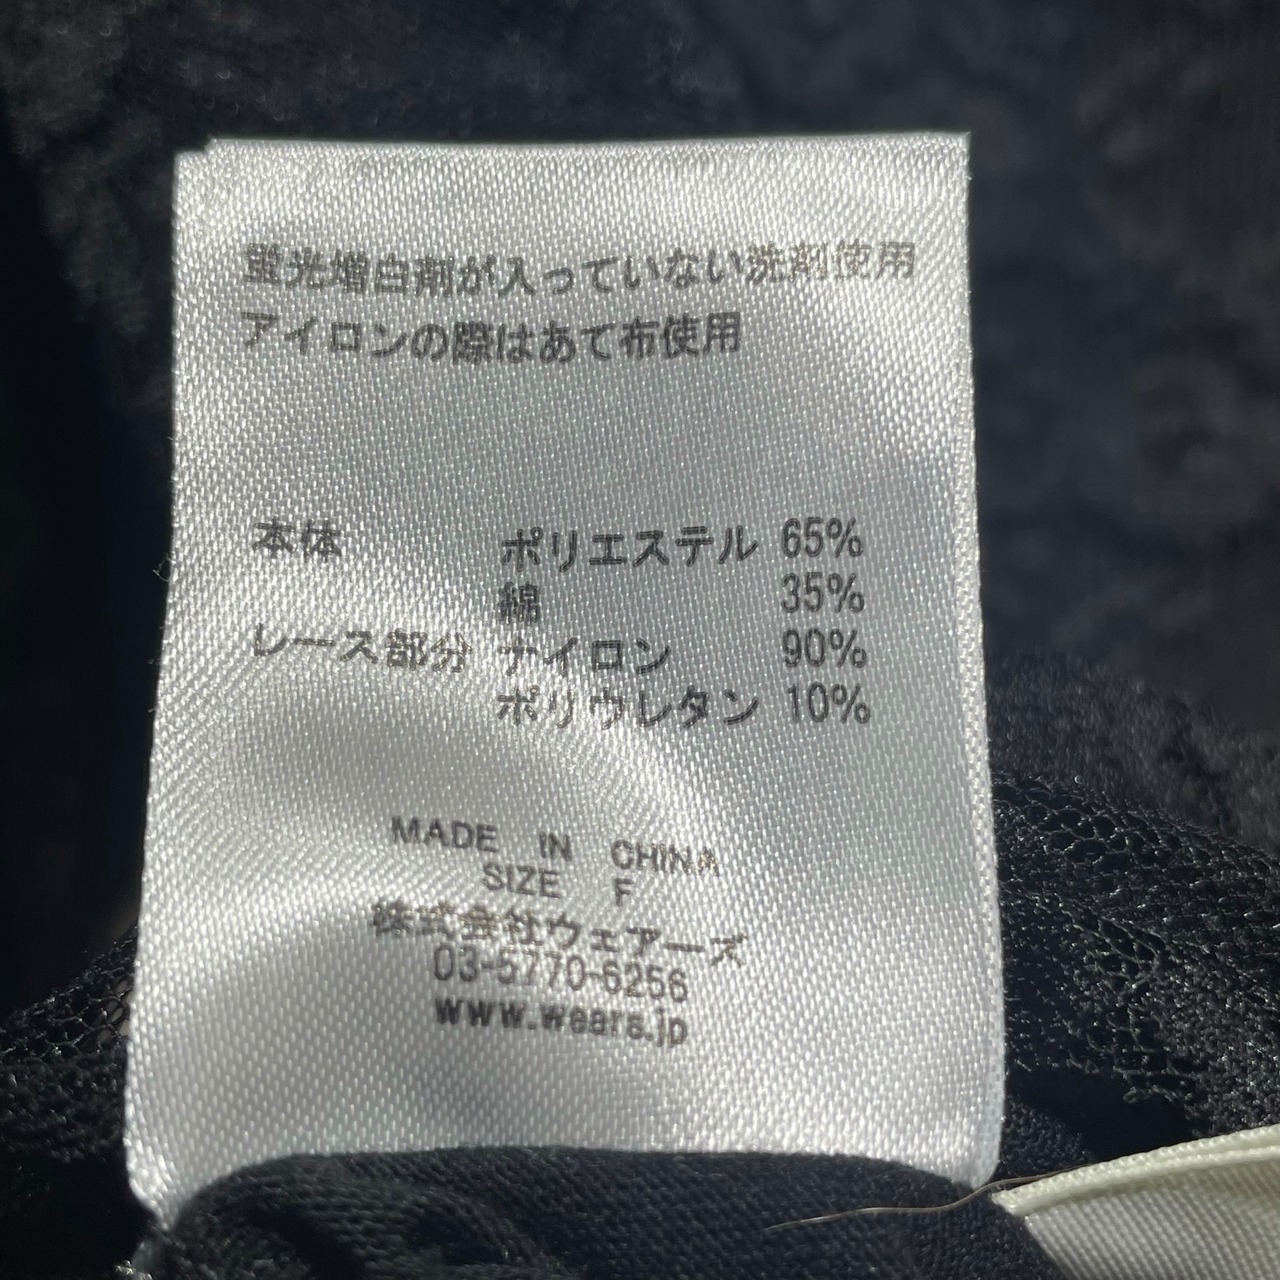 蛍光増白剤が入っていない洗剤使用
アイロンの際はあて布使用
本体 ポリエステル 65%
綿 35%
レース部分 ナイロン 90%
ポリウレタン 10%
MADE IN CHINA
SIZE F
株式会社ウェアーズ
03-5770-6256
www.wears.jp